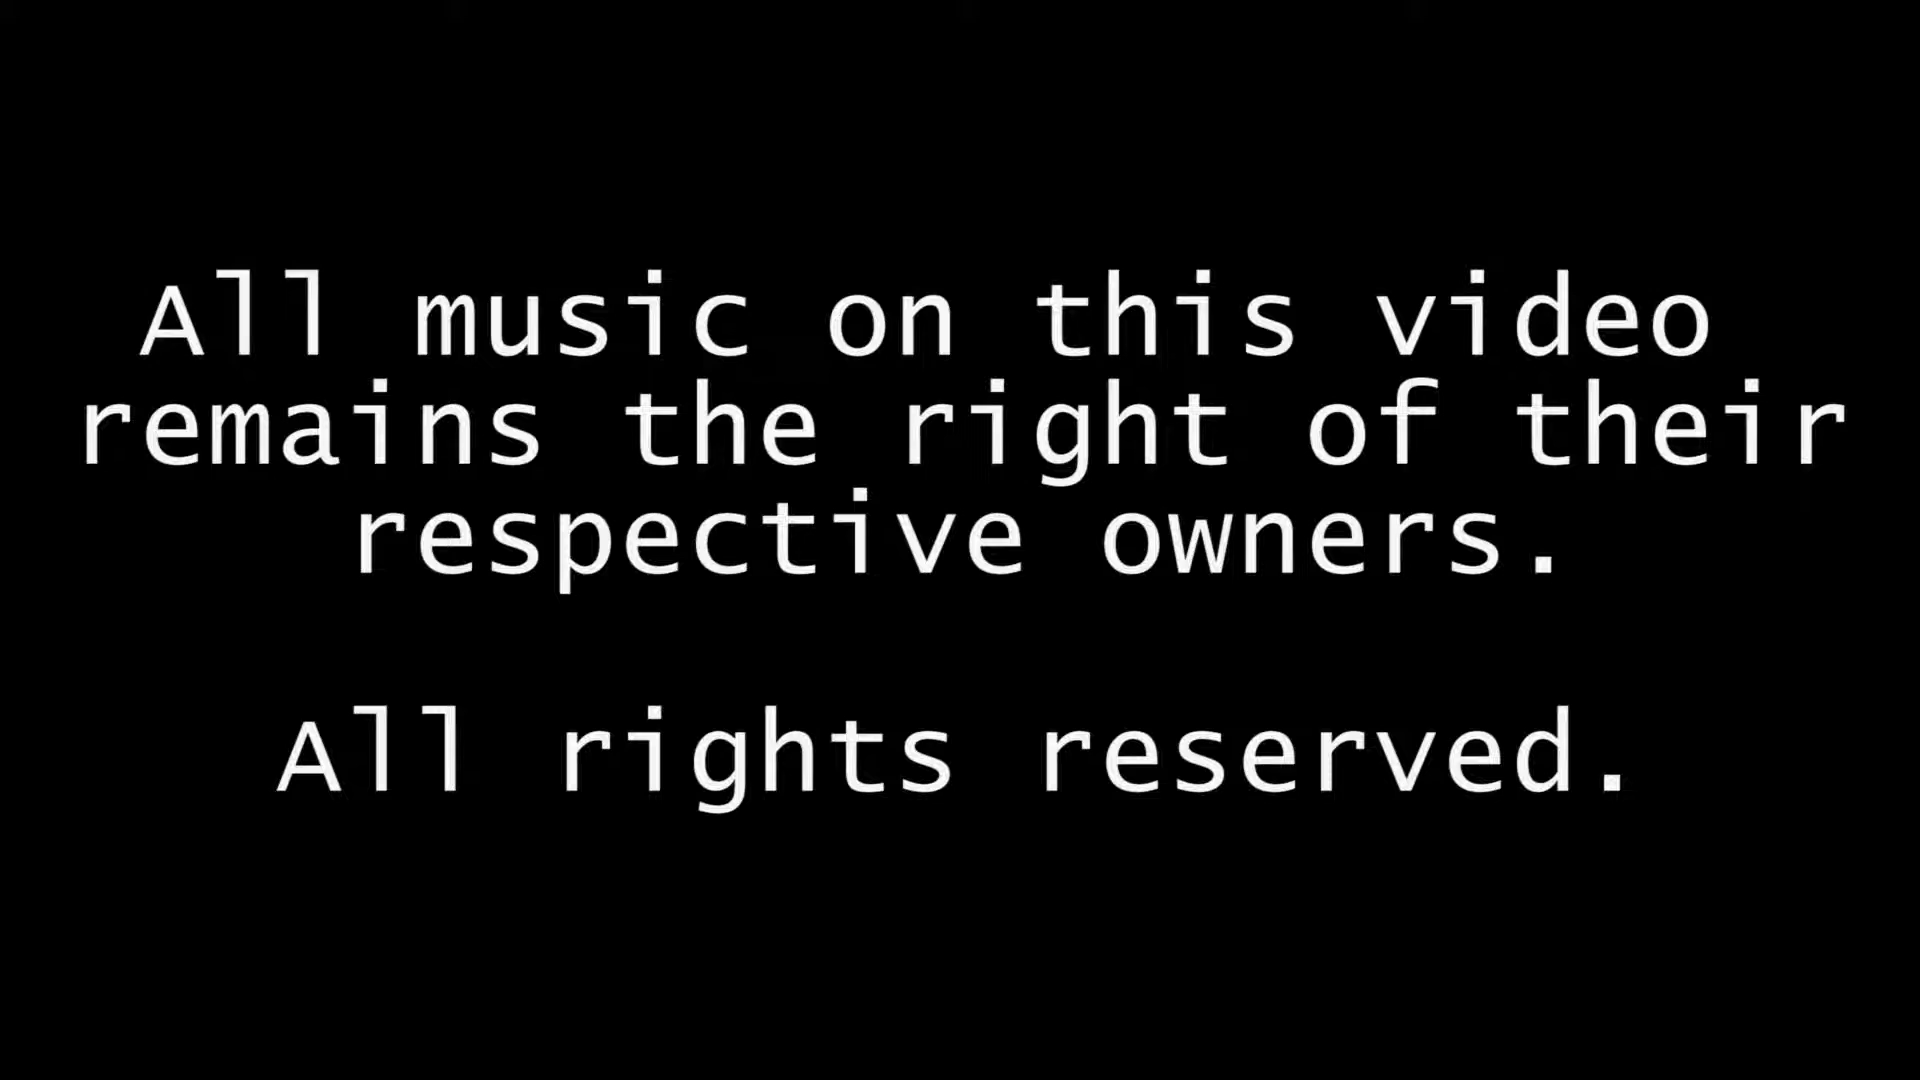 All music on this video
remains the right of their
respective owners.
All rights reserved.